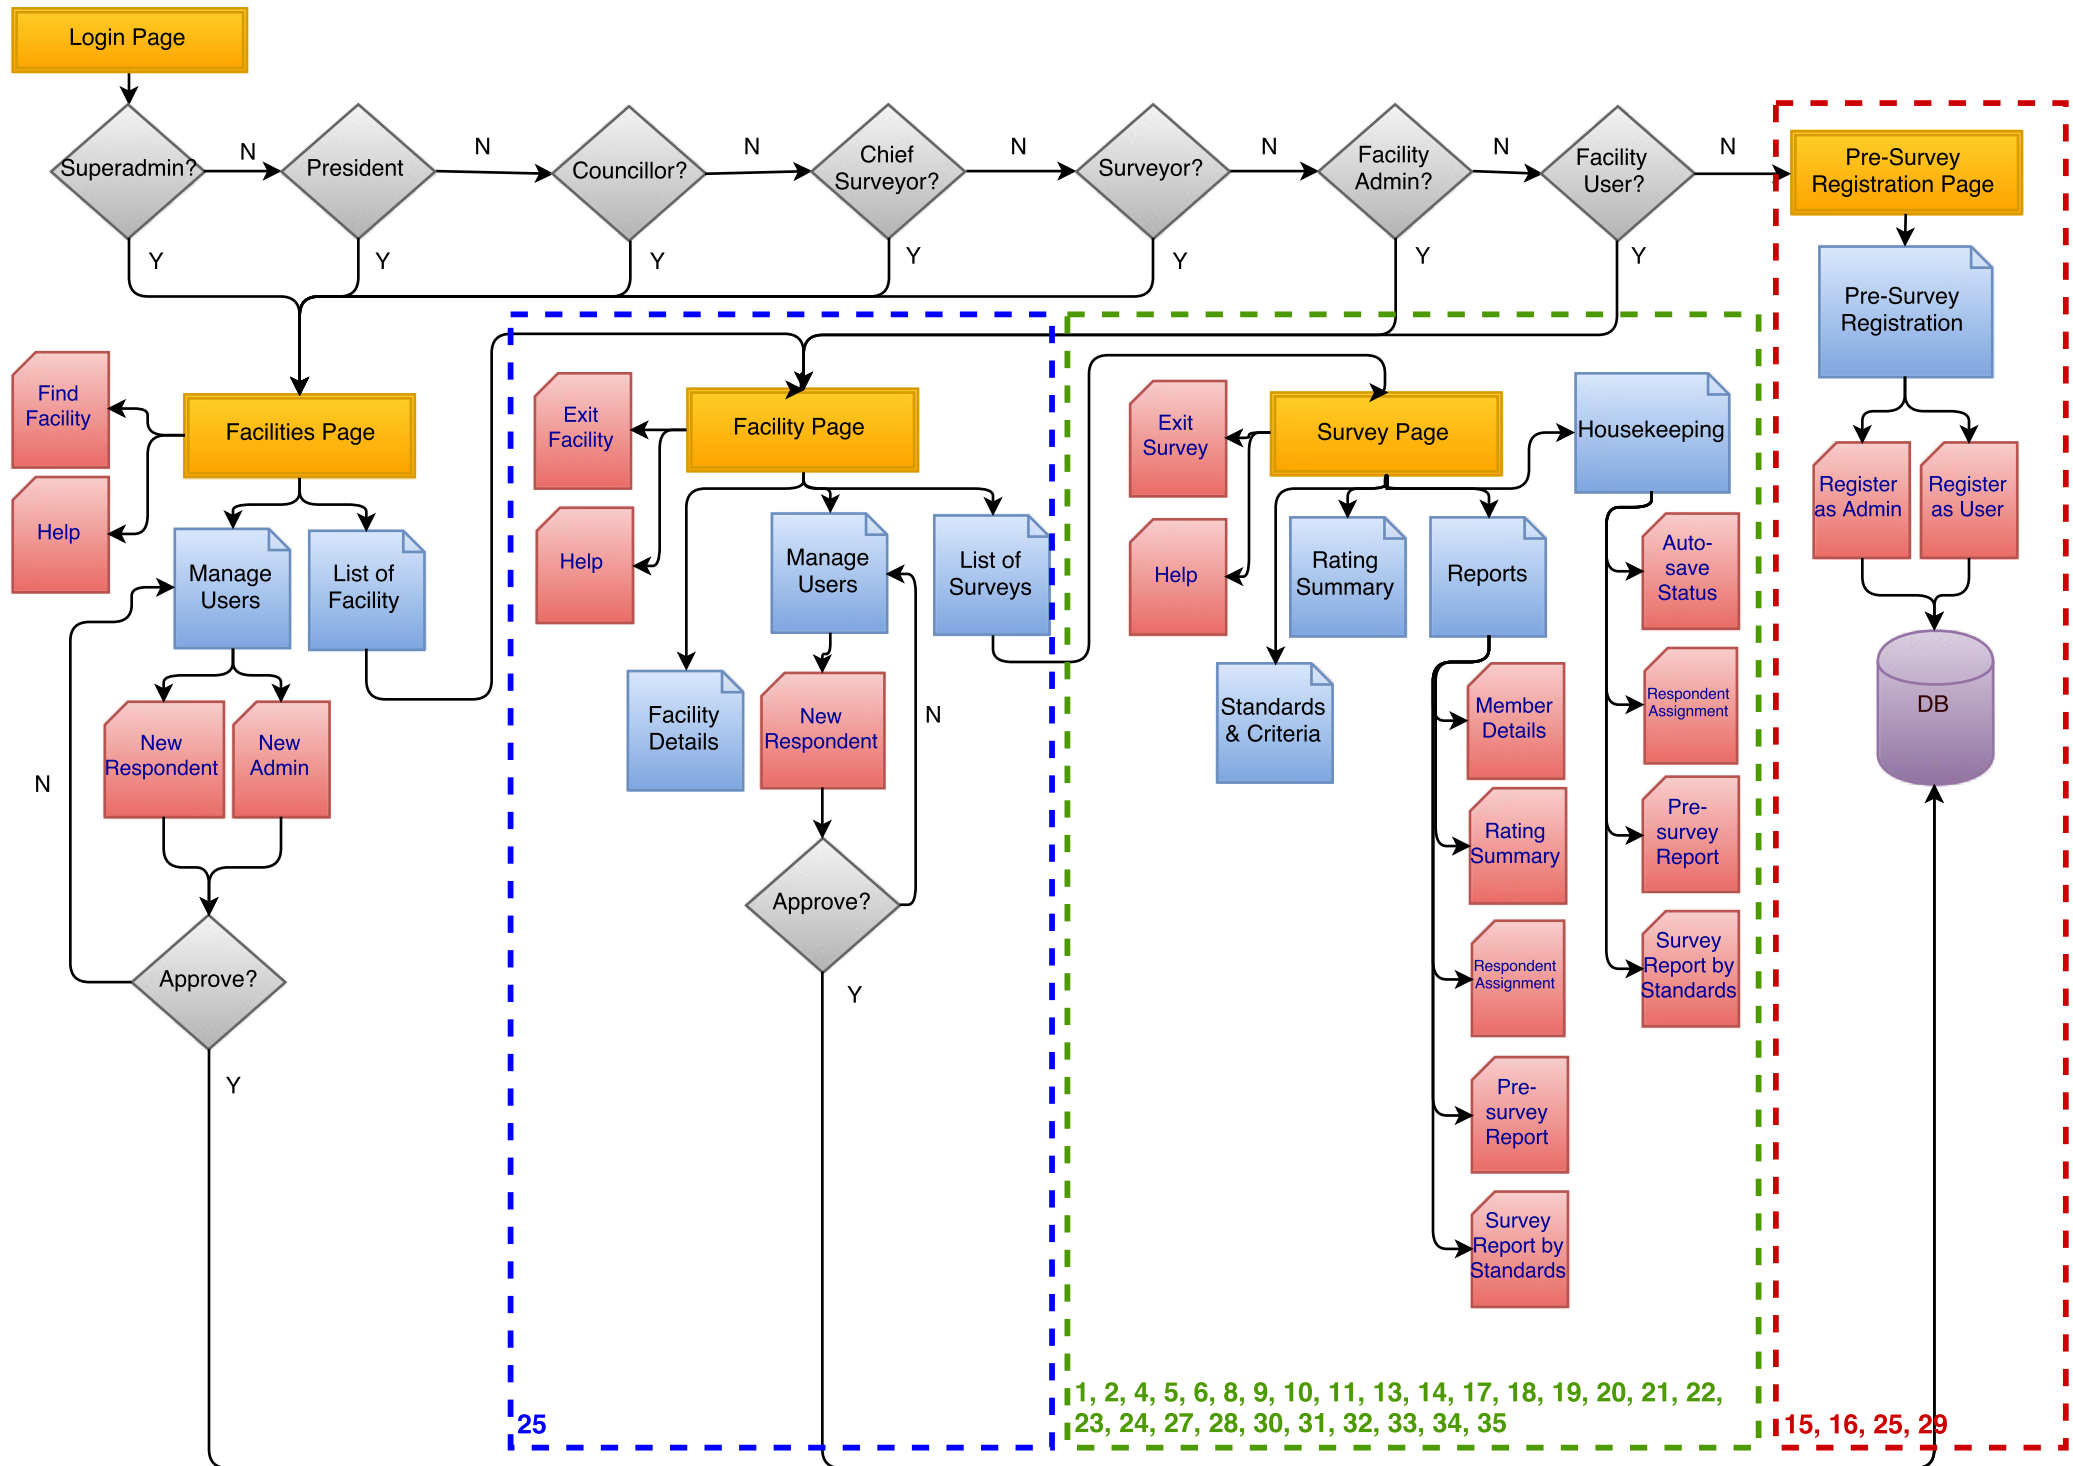 Login Page
Superadmin?
N
President
N
Councillor?
N
Chief
Surveyor?
N
Surveyor?
N
Facility
Admin?
N
Facility
User?
N
Y
Y
Y
Y
Y
Y
Y
Pre-Survey
Registration Page
Pre-Survey
Registration
Register
as Admin
Register
as User
DB
15, 16, 25, 29
Find
Facility
Help
Facilities Page
Manage
Users
List of
Facility
New
Respondent
New
Admin
N
Approve?
Y
Exit
Facility
Help
Facility Page
Manage
Users
List of
Surveys
Facility
Details
New
Respondent
N
Approve?
Y
25
Exit
Survey
Help
Survey Page
Housekeeping
Rating
Summary
Reports
Standards
& Criteria
Member
Details
Rating
Summary
Respondent
Assignment
Pre-
survey
Report
Survey
Report by
Standards
Auto-
save
Status
Respondent
Assignment
Pre-
survey
Report
Survey
Report by
Standards
1, 2, 4, 5, 6, 8, 9, 10, 11, 13, 14, 17, 18, 19, 20, 21, 22,
23, 24, 27, 28, 30, 31, 32, 33, 34, 35